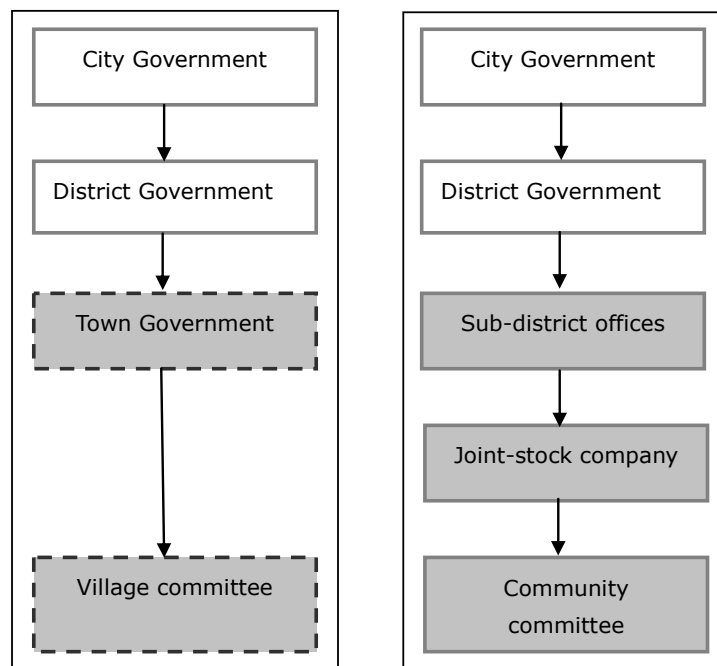 City Government
District Government
Town Government
Village committee
City Government
District Government
Sub-district offices
Joint-stock company
Community
committee